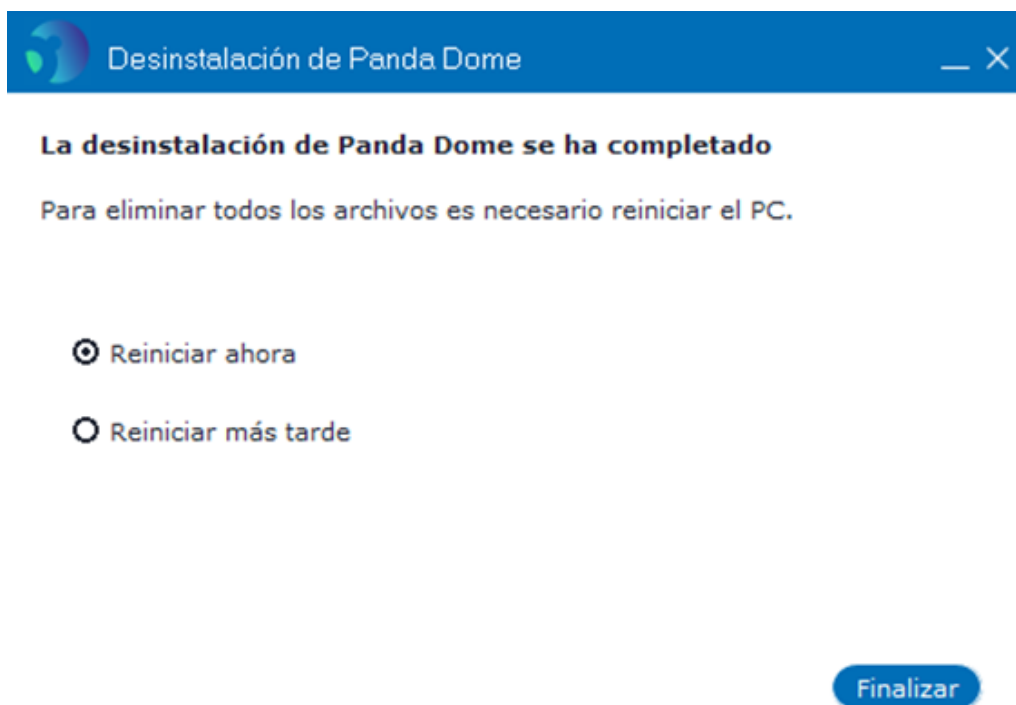 Desinstalación de Panda Dome
La desinstalación de Panda Dome se ha completado
Para eliminar todos los archivos es necesario reiniciar el PC.
Reiniciar ahora
Reiniciar más tarde
Finalizar